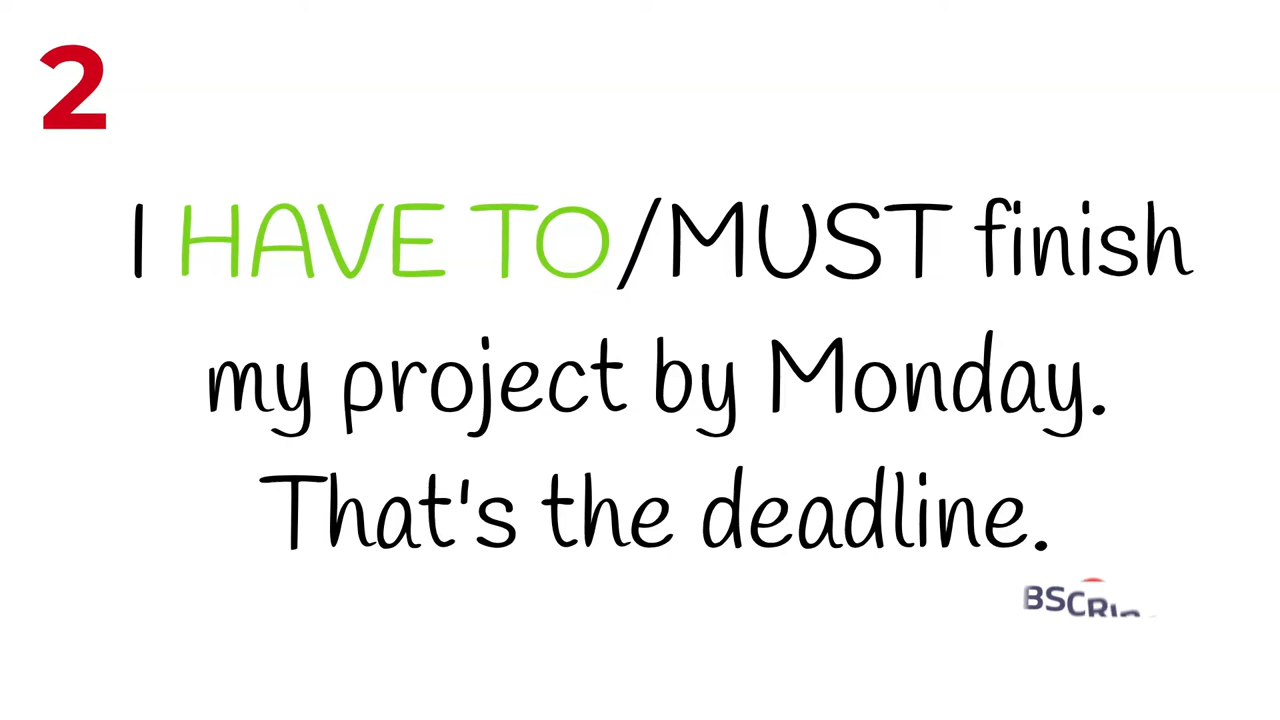 2
I HAVE TO/MUST finish
my project by Monday.
That's the deadline.